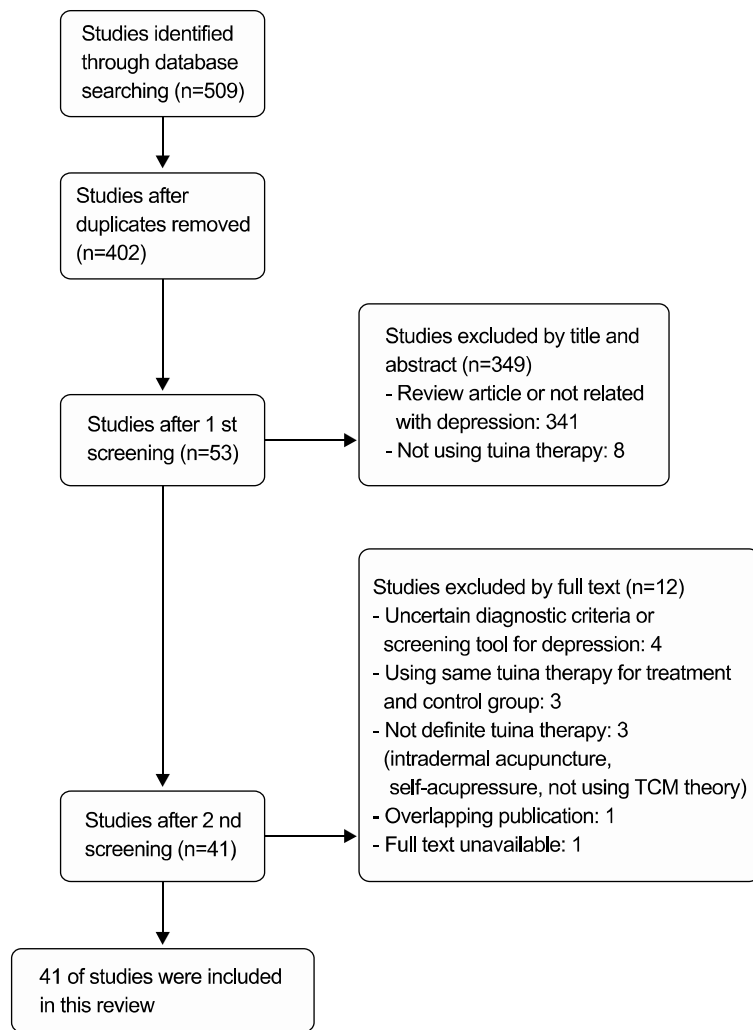 Studies identified
through database
searching (n=509)
Studies after
duplicates removed
(n=402)
Studies excluded by title and
abstract (n=349)
- Review article or not related
with depression: 341
- Not using tuina therapy: 8
Studies after 1 st
screening (n=53)
Studies excluded by full text (n=12)
- Uncertain diagnostic criteria or
screening tool for depression: 4
- Using same tuina therapy for treatment
and control group: 3
- Not definite tuina therapy: 3
(intradermal acupuncture,
self-acupressure, not using TCM theory)
- Overlapping publication: 1
- Full text unavailable: 1
Studies after 2 nd
screening (n=41)
41 of studies were included
in this review